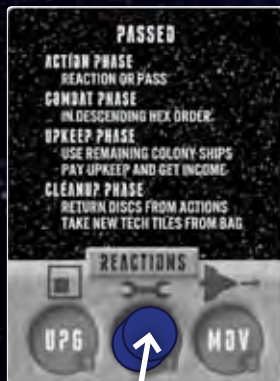 PASSED
ACTION PHASE
REACTION OR PASS
COMBAT PHASE
IN DESCENDING HEX ORDER
UPKEEP PHASE
USE REMAINING COLONY SHIPS
PAY UPKEEP AND GET INCOME
CLEANUP PHASE
RETURN DISCS FROM ACTIONS
TAKE NEW TECH TILES FROM BAG
REACTIONS
UPG
MOV